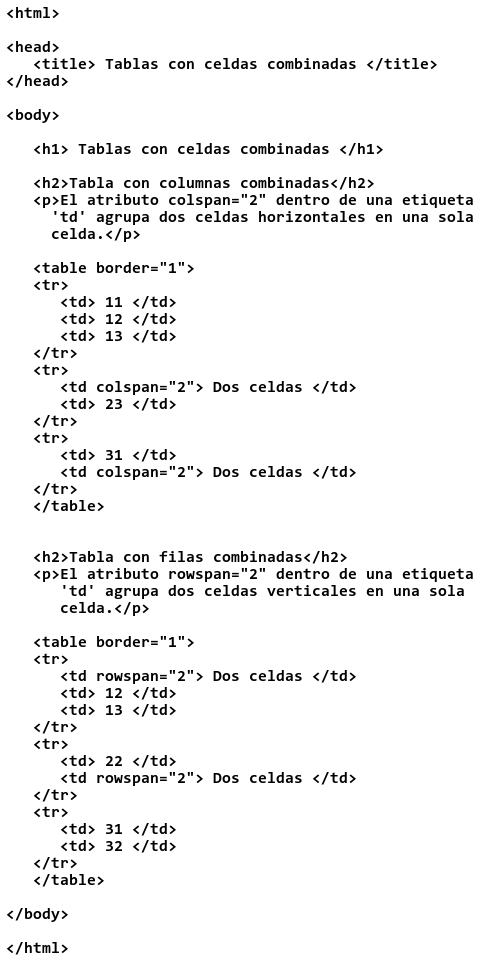 <html>
<head>
<title> Tablas con celdas combinadas </title>
</head>
<body>
<h1> Tablas con celdas combinadas </h1>
<h2>Tabla con columnas combinadas</h2>
<p>El atributo colspan="2" dentro de una etiqueta
'td' agrupa dos celdas horizontales en una sola
celda.</p>
<table border="1">
<tr>
<td> 11 </td>
<td> 12 </td>
<td> 13 </td>
</tr>
<tr>
<td colspan="2"> Dos celdas </td>
<td> 23 </td>
</tr>
<tr>
<td> 31 </td>
<td colspan="2"> Dos celdas </td>
</tr>
</table>
<h2>Tabla con filas combinadas</h2>
<p>El atributo rowspan="2" dentro de una etiqueta
'td' agrupa dos celdas verticales en una sola
celda.</p>
<table border="1">
<tr>
<td rowspan="2"> Dos celdas </td>
<td> 12 </td>
<td> 13 </td>
</tr>
<tr>
<td> 22 </td>
<td rowspan="2"> Dos celdas </td>
</tr>
<tr>
<td> 31 </td>
<td> 32 </td>
</tr>
</table>
</body>
</html>